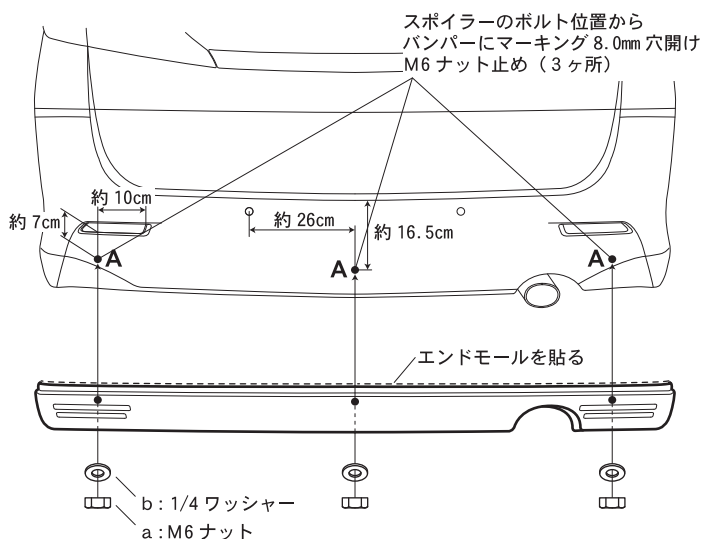 スポイラーのボルト位置から
バンパーにマーキング 8.0mm 穴開け
M6 ナット止め（3ヶ所）
約 10cm
約 7cm
約 26cm
約 16.5cm
A
A
A
エンドモールを貼る
b：1/4 ワッシャー
a：M6 ナット